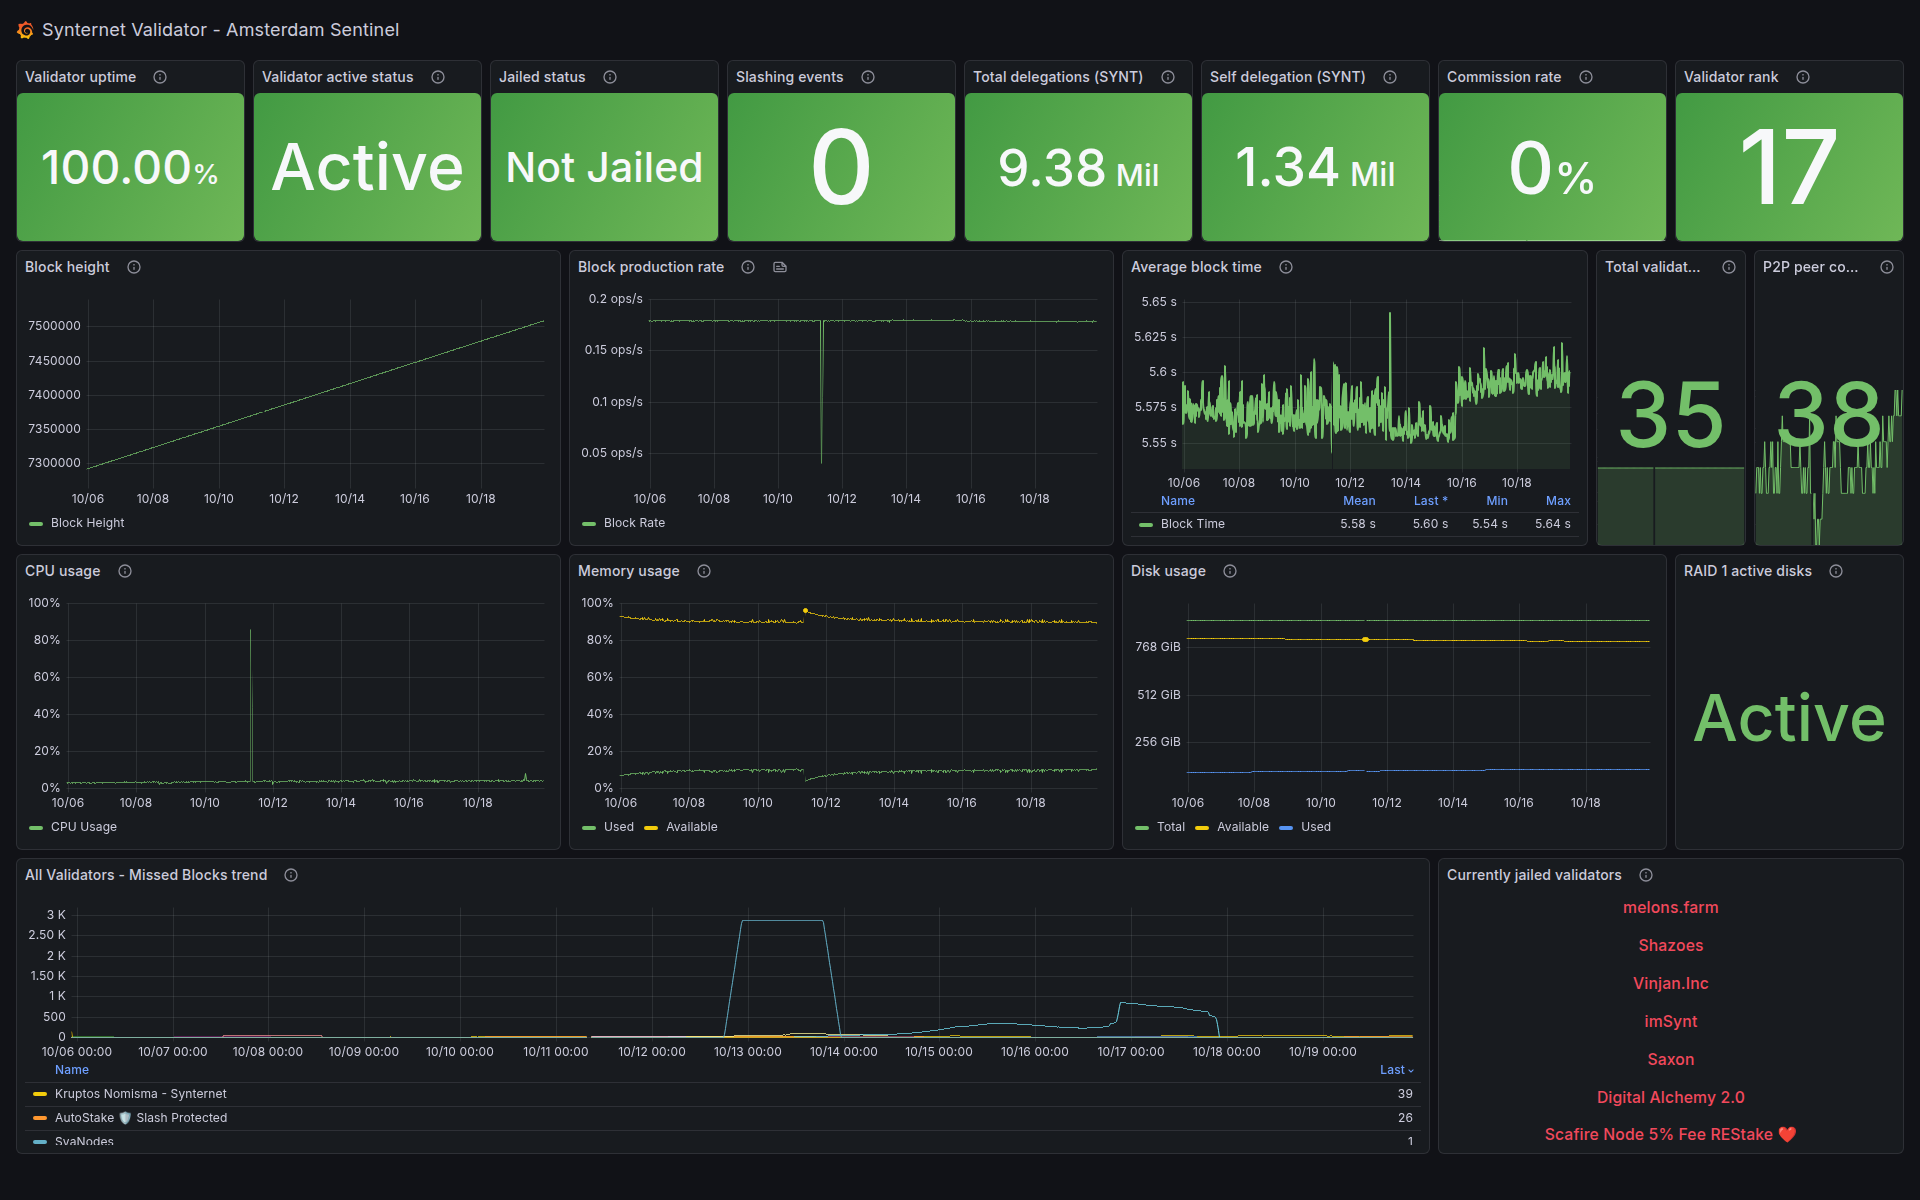 Synternet Validator - Amsterdam Sentinel
Validator uptime
Validator active status
Jailed status
Slashing events
Total delegations (SYNT)
Self delegation (SYNT)
Commission rate
Validator rank
100.00%
Active
Not Jailed
0
9.38 Mil
1.34 Mil
0%
17
Block height
7500000
7450000
7400000
7350000
7300000
10/06 10/08 10/10 10/12 10/14 10/16 10/18
Block Height
Block production rate
0.2 ops/s
0.15 ops/s
0.1 ops/s
0.05 ops/s
10/06 10/08 10/10 10/12 10/14 10/16 10/18
Block Rate
Average block time
5.65 s
5.625 s
5.6 s
5.575 s
5.55 s
10/06 10/08 10/10 10/12 10/14 10/16 10/18
Name Mean Last * Min Max
Block Time 5.58 s 5.60 s 5.54 s 5.64 s
Total validat...
35
P2P peer co...
38
CPU usage
100%
80%
60%
40%
20%
0%
10/06 10/08 10/10 10/12 10/14 10/16 10/18
CPU Usage
Memory usage
100%
80%
60%
40%
20%
0%
10/06 10/08 10/10 10/12 10/14 10/16 10/18
Used Available
Disk usage
768 GiB
512 GiB
256 GiB
10/06 10/08 10/10 10/12 10/14 10/16 10/18
Total Available Used
RAID 1 active disks
Active
All Validators - Missed Blocks trend
3 K
2.50 K
2 K
1.50 K
1 K
500
0
10/06 00:00 10/07 00:00 10/08 00:00 10/09 00:00 10/10 00:00 10/11 00:00 10/12 00:00 10/13 00:00 10/14 00:00 10/15 00:00 10/16 00:00 10/17 00:00 10/18 00:00 10/19 00:00
Name Last
Kruptos Nomisma - Synternet 39
AutoStake 🛡️ Slash Protected 26
SvaNodes 1
Currently jailed validators
melons.farm
Shazoes
Vinjan.Inc
imSynt
Saxon
Digital Alchemy 2.0
Scafire Node 5% Fee REStake ❤️